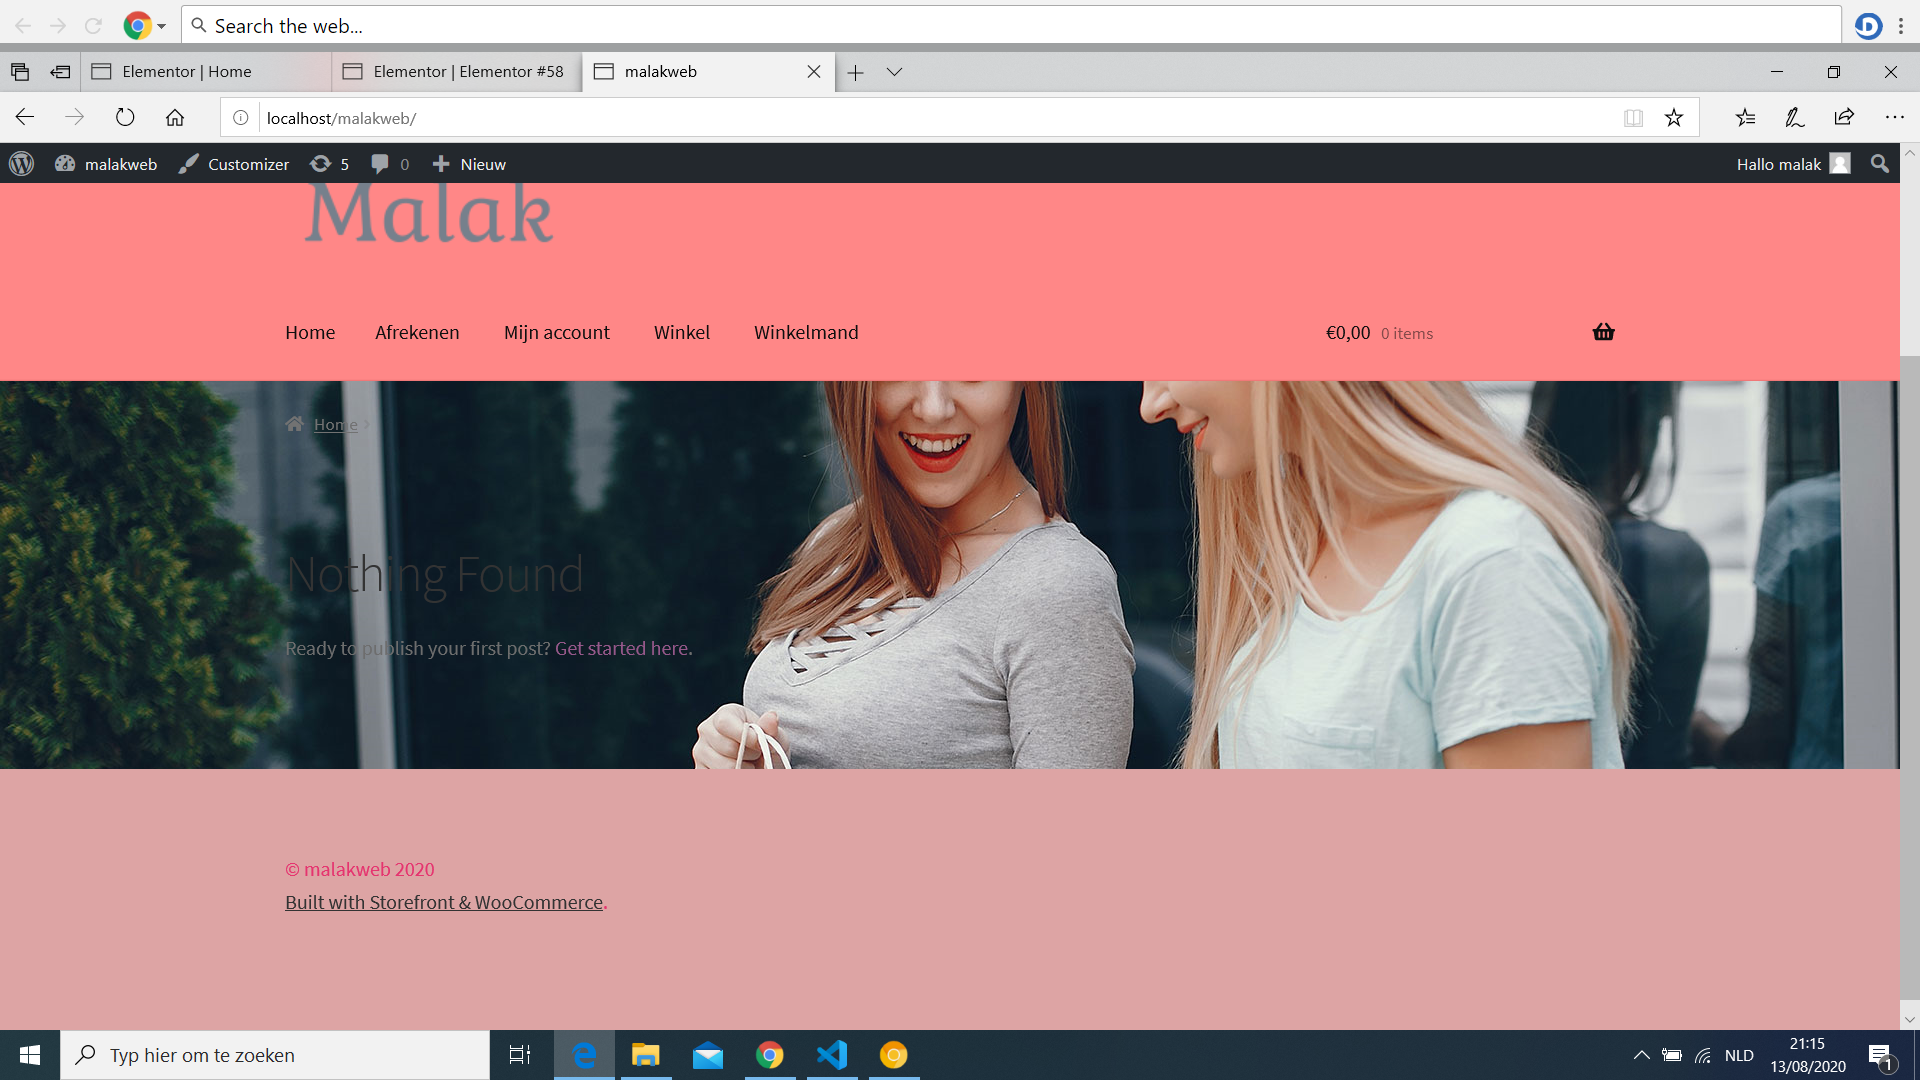 Search the web...
Elementor | Home
Elementor | Elementor #58
malakweb
localhost/malakweb/
malakweb
Customizer
5
0
Nieuw
Hallo malak
Malak
Home
Afrekenen
Mijn account
Winkel
Winkelmand
€0,00 0 items
Home
Nothing Found
Ready to publish your first post? Get started here.
© malakweb 2020
Built with Storefront & WooCommerce.
Typ hier om te zoeken
NLD
21:15
13/08/2020
1